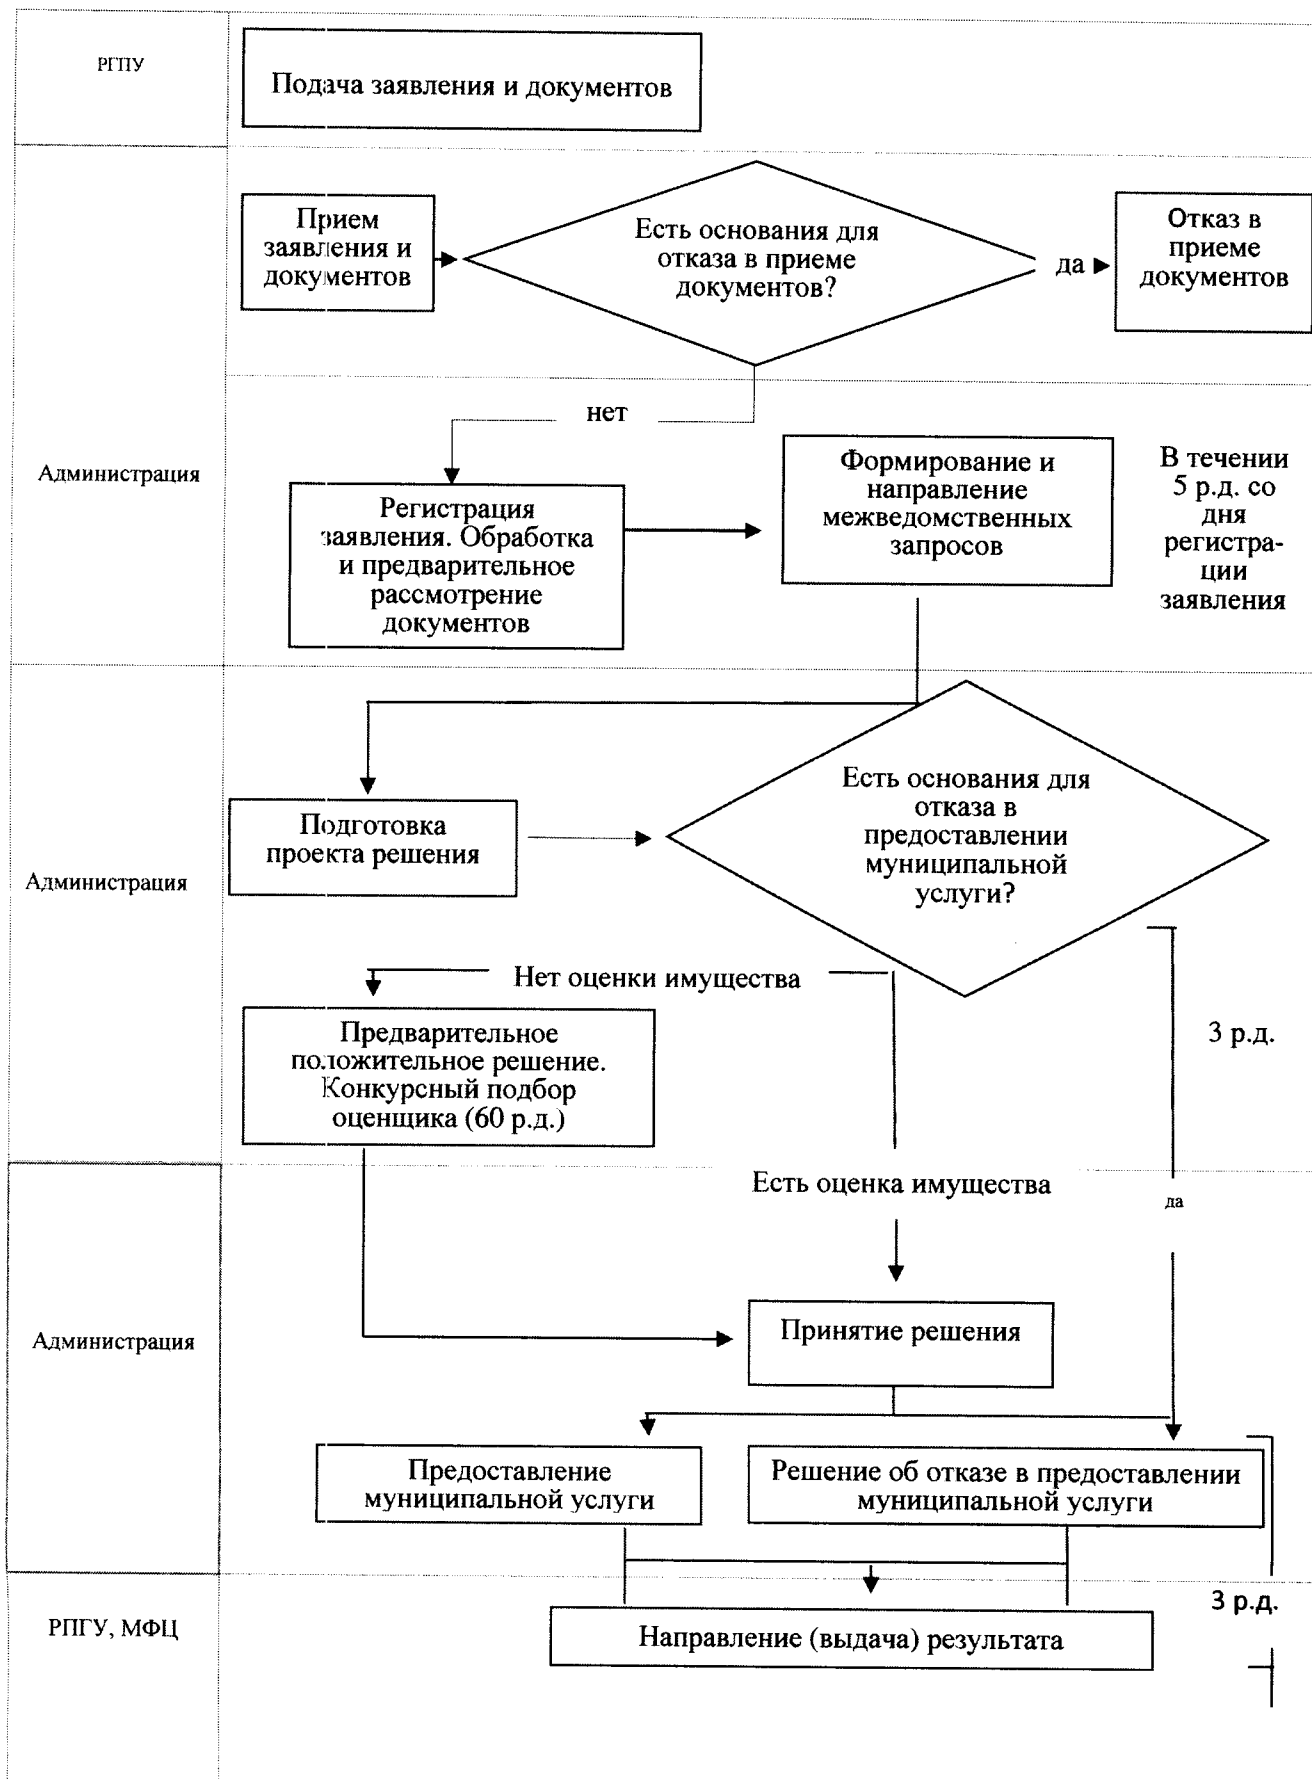 РГПУ
Подача заявления и документов
Прием
заявления и
документов
Есть основания для
отказа в приеме
документов?
да
Отказ в
приеме
документов
нет
Администрация
Регистрация
заявления. Обработка
и предварительное
рассмотрение
документов
Формирование и
направление
межведомственных
запросов
В течении
5 р.д. со
дня
регистра-
ции
заявления
Администрация
Подготовка
проекта решения
Есть основания для
отказа в
предоставлении
муниципальной
услуги?
Нет оценки имущества
Предварительное
положительное решение.
Конкурсный подбор
оценщика (60 р.д.)
3 р.д.
Есть оценка имущества
да
Администрация
Принятие решения
Предоставление
муниципальной услуги
Решение об отказе в предоставлении
муниципальной услуги
РПГУ, МФЦ
Направление (выдача) результата
3 р.д.